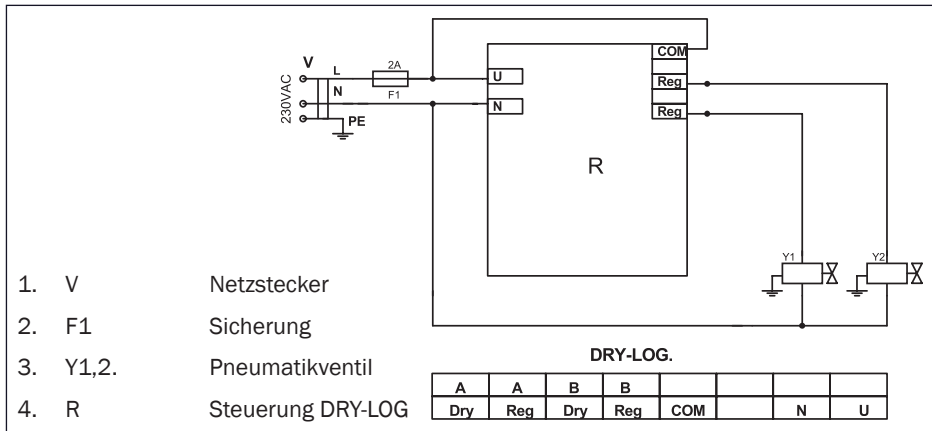 COM
V
L
2A
U
Reg
230VAC
N
F1
N
Reg
PE
R
Y1
Y2
1. V Netzstecker
2. F1 Sicherung
3. Y1,2. Pneumatikventil
4. R Steuerung DRY-LOG
DRY-LOG.
A A B B
Dry Reg Dry Reg COM N U